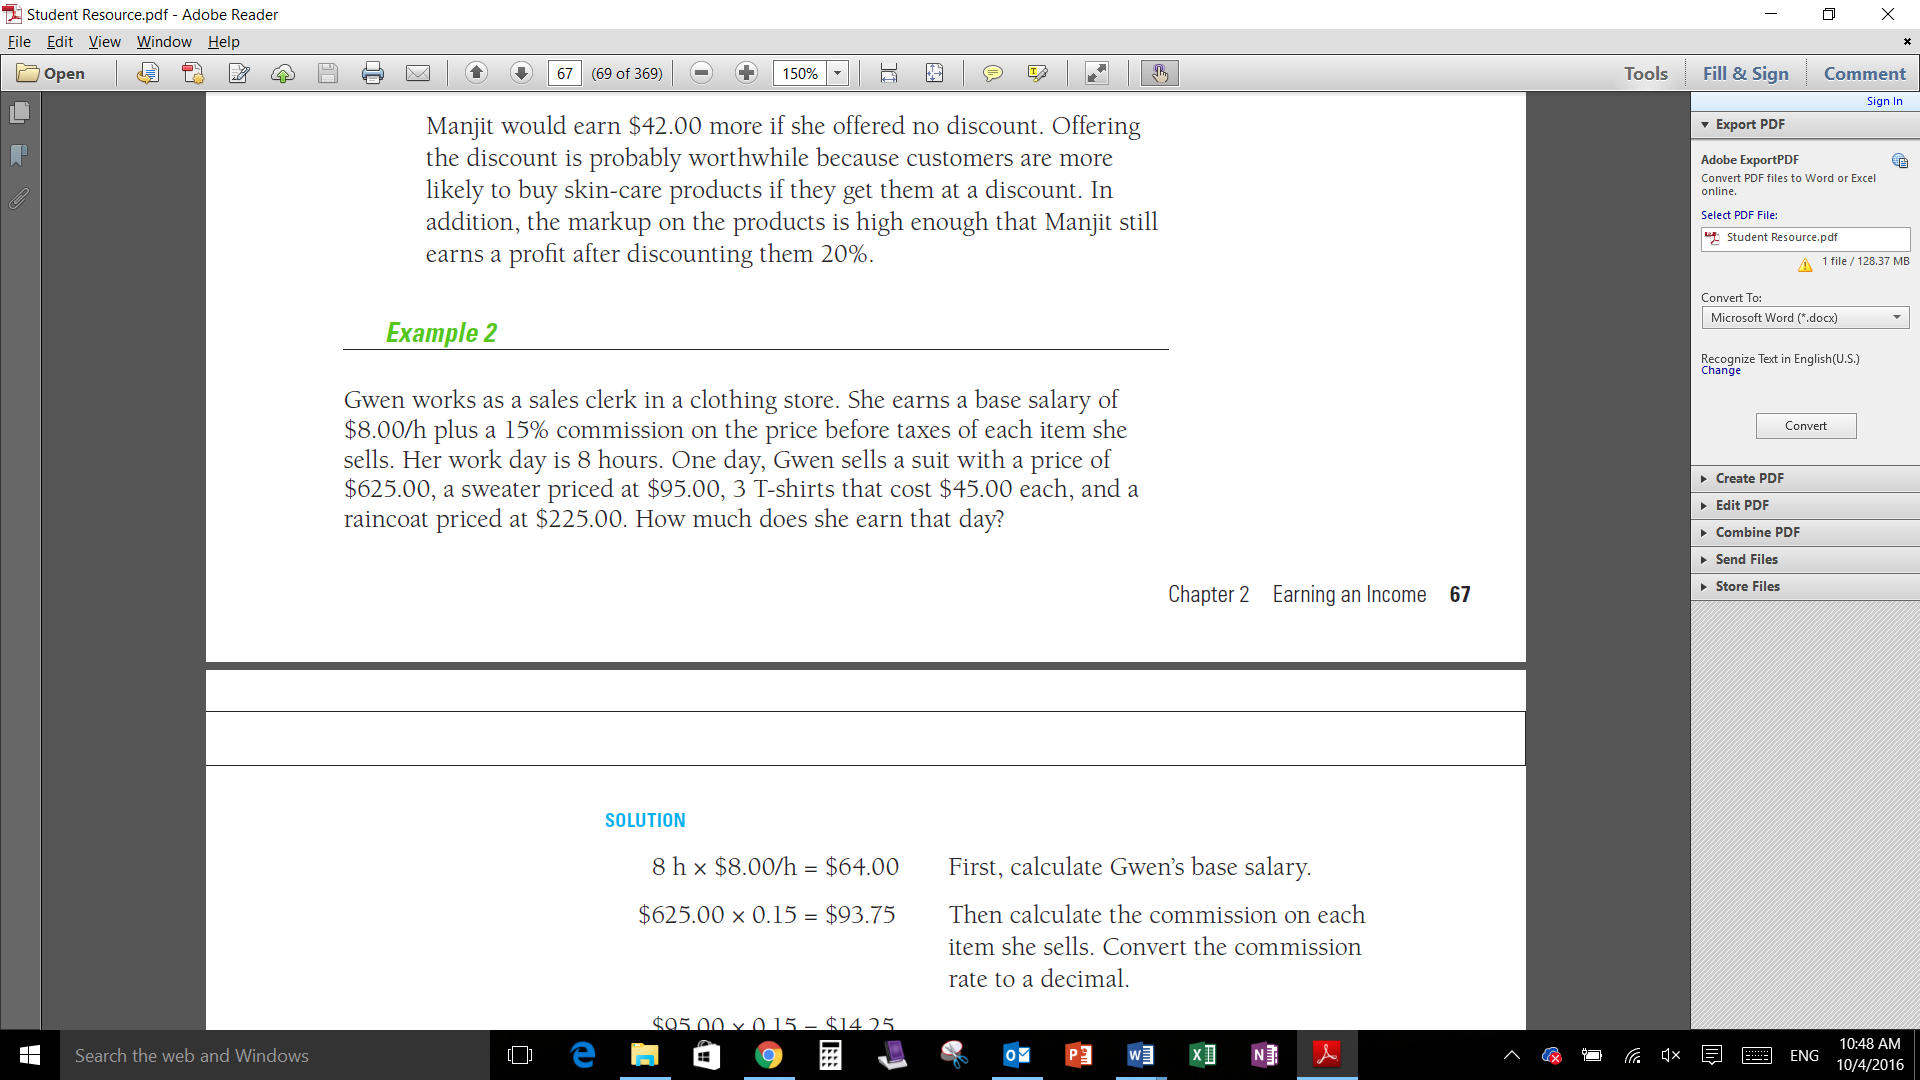 Student Resource.pdf - Adobe Reader
File Edit View Window Help
Open 67 (69 of 369) 150% Tools Fill & Sign Comment
Sign In
Export PDF
Adobe ExportPDF
Convert PDF files to Word or Excel
online.
Select PDF File:
Student Resource.pdf
1 file / 128.37 MB
Convert To:
Microsoft Word (*.docx)
Recognize Text in English(U.S.)
Change
Convert
Create PDF
Edit PDF
Combine PDF
Send Files
Store Files
Manjit would earn $42.00 more if she offered no discount. Offering
the discount is probably worthwhile because customers are more
likely to buy skin-care products if they get them at a discount. In
addition, the markup on the products is high enough that Manjit still
earns a profit after discounting them 20%.
Example 2
Gwen works as a sales clerk in a clothing store. She earns a base salary of
$8.00/h plus a 15% commission on the price before taxes of each item she
sells. Her work day is 8 hours. One day, Gwen sells a suit with a price of
$625.00, a sweater priced at $95.00, 3 T-shirts that cost $45.00 each, and a
raincoat priced at $225.00. How much does she earn that day?
Chapter 2 Earning an Income 67
SOLUTION
8 h × $8.00/h = $64.00 First, calculate Gwen's base salary.
$625.00 × 0.15 = $93.75 Then calculate the commission on each
item she sells. Convert the commission
rate to a decimal.
$95.00 × 0.15 = $14.25
Search the web and Windows
ENG
10:48 AM
10/4/2016